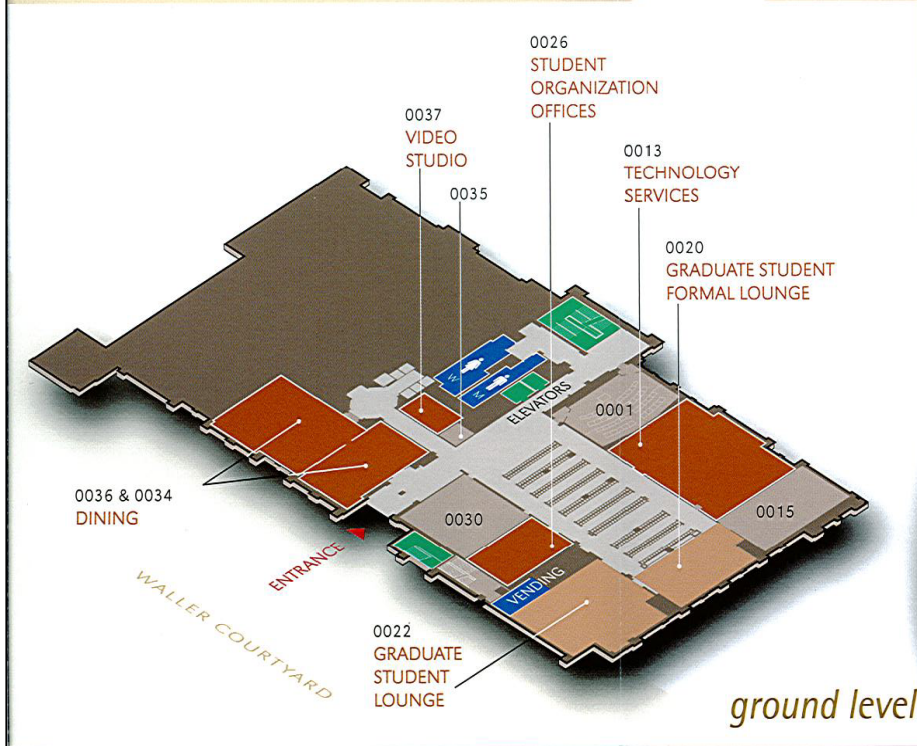 0026
STUDENT
ORGANIZATION
OFFICES
0037
VIDEO
STUDIO
0035
0013
TECHNOLOGY
SERVICES
0020
GRADUATE STUDENT
FORMAL LOUNGE
W
M
ELEVATORS
0001
0036 & 0034
DINING
0030
0015
ENTRANCE
VENDING
WALLER COURTYARD
0022
GRADUATE
STUDENT
LOUNGE
ground level